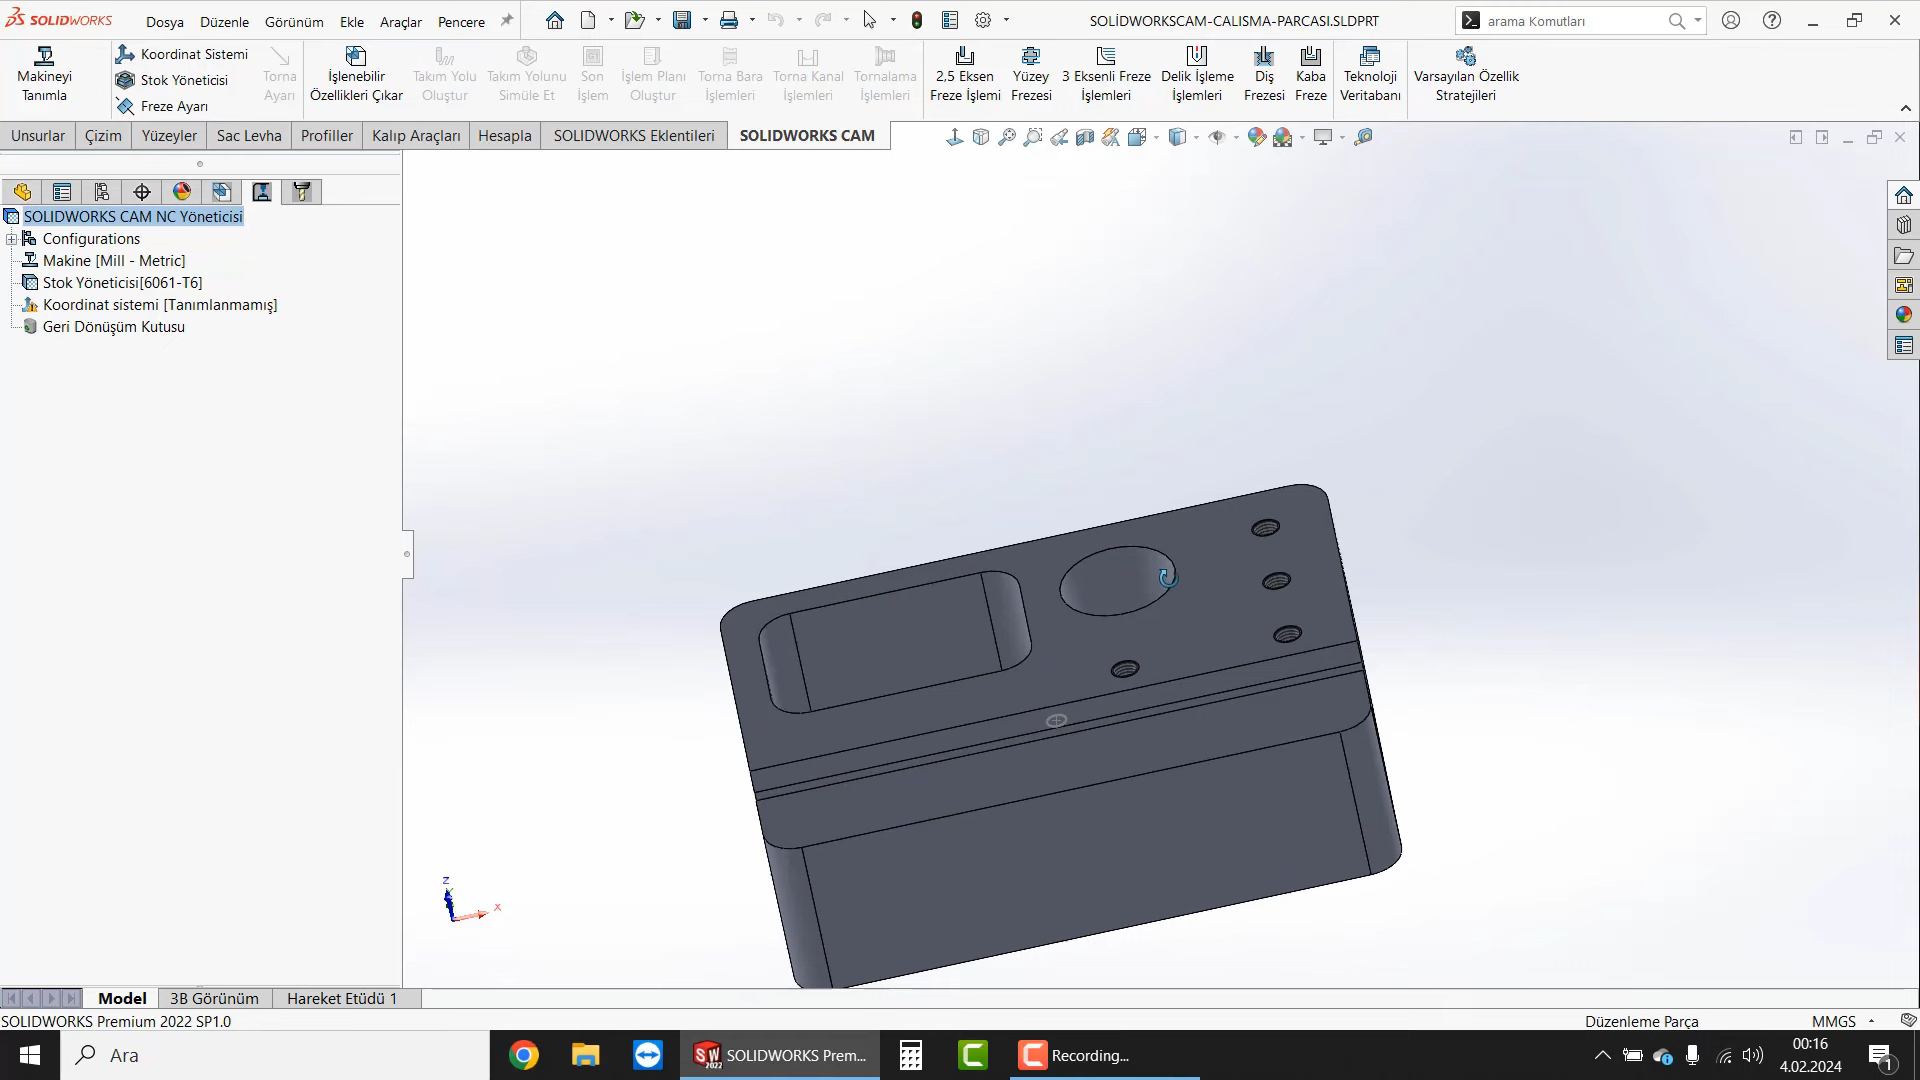 SOLIDWORKS
Dosya Düzenle Görünüm Ekle Araçlar Pencere
SOLİDWORKSCAM-CALISMA-PARCASI.SLDPRT
arama Komutları
Makineyi Tanımla
Koordinat Sistemi
Stok Yöneticisi
Freze Ayarı
Torna Ayarı
İşlenebilir Özellikleri Çıkar
Takım Yolu Oluştur
Takım Yolunu Simüle Et
Son İşlem
İşlem Planı Oluştur
Torna Bara İşlemleri
Torna Kanal İşlemleri
Tornalama İşlemleri
2,5 Eksen Freze İşlemi
Yüzey Frezesi
3 Eksenli Freze İşlemleri
Delik İşleme İşlemleri
Diş Frezesi
Kaba Freze
Teknoloji Veritabanı
Varsayılan Özellik Stratejileri
Unsurlar Çizim Yüzeyler Sac Levha Profiller Kalıp Araçları Hesapla SOLIDWORKS Eklentileri SOLIDWORKS CAM
SOLIDWORKS CAM NC Yöneticisi
Configurations
Makine [Mill - Metric]
Stok Yöneticisi[6061-T6]
Koordinat sistemi [Tanımlanmamış]
Geri Dönüşüm Kutusu
z
x
Model 3B Görünüm Hareket Etüdü 1
SOLIDWORKS Premium 2022 SP1.0
Düzenleme Parça
MMGS
Ara
SW 2022
SOLIDWORKS Prem...
Recording...
00:16
4.02.2024
1